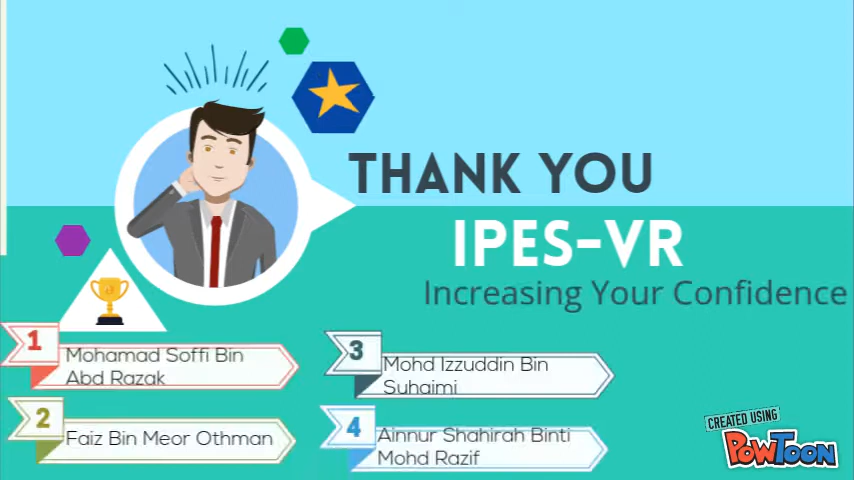 THANK YOU
IPES-VR
Increasing Your Confidence
1
Mohamad Soffi Bin
Abd Razak
2
Faiz Bin Meor Othman
3
Mohd Izzuddin Bin
Suhaimi
4
Ainnur Shahirah Binti
Mohd Razif
CREATED USING
POWTOON